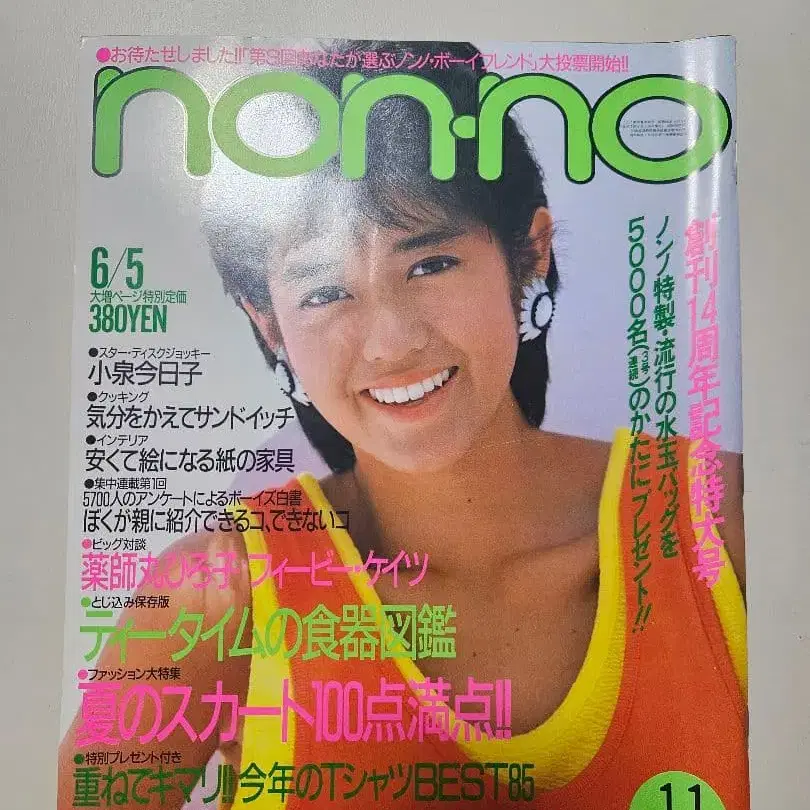 ●お待たせしました!!「第8回あなたが選ぶノンノ・ボーイフレンド」大投票開始!!
non・no
6/5
大増ページ特別定価
380YEN
創刊14周年記念特大号
ノンノ特製・流行の水玉バッグを
5000名(3号連続)のかたにプレゼント!!
●スター・ディスクジョッキー
小泉今日子
●クッキング
気分をかえてサンドイッチ
●インテリア
安くて絵になる紙の家具
●集中連載第1回
5700人のアンケートによるボーイズ白書
ぼくが親に紹介できるコ、できないコ
●ビッグ対談
薬師丸ひろ子・フィービー・ケイツ
●とじ込み保存版
ティータイムの食器図鑑
●ファッション大特集
夏のスカート100点満点!!
●特別プレゼント付き
重ねてキマリ!!今年のTシャツBEST85
11